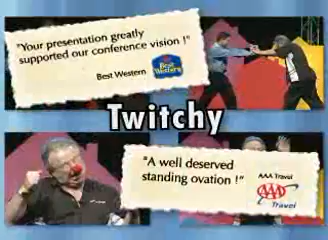 "Your presentation greatly
supported our conference vision !"
Best Western
Best
Western
Twitchy
"A well deserved
standing ovation !"
AAA Travel
AAA
Travel